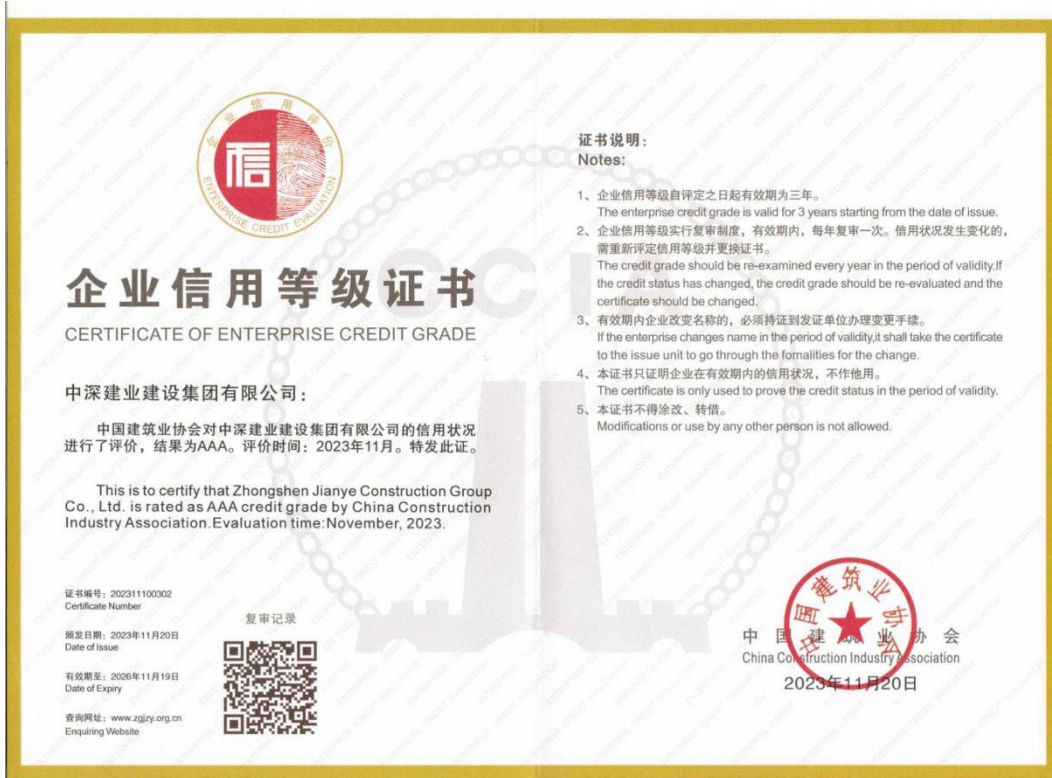 企业信用评价
ENTERPRISE CREDIT EVALUATION
信
企业信用等级证书
CERTIFICATE OF ENTERPRISE CREDIT GRADE
中深建业建设集团有限公司：
中国建筑业协会对中深建业建设集团有限公司的信用状况
进行了评价，结果为AAA。评价时间：2023年11月。特发此证。
This is to certify that Zhongshen Jianye Construction Group
Co., Ltd. is rated as AAA credit grade by China Construction
Industry Association.Evaluation time:November, 2023.
证书编号：202311100302
Certificate Number
颁发日期：2023年11月20日
Date of Issue
有效期至：2026年11月19日
Date of Expiry
查询网址：www.zgjzy.org.cn
Enquiring Website
复审记录
证书说明：
Notes:
1、企业信用等级自评定之日起有效期为三年。
The enterprise credit grade is valid for 3 years starting from the date of issue.
2、企业信用等级实行复审制度，有效期内，每年复审一次。信用状况发生变化的，
需重新评定信用等级并更换证书。
The credit grade should be re-examined every year in the period of validity.If
the credit status has changed, the credit grade should be re-evaluated and the
certificate should be changed.
3、有效期内企业改变名称的，必须持证到发证单位办理变更手续。
If the enterprise changes name in the period of validity,it shall take the certificate
to the issue unit to go through the fomalities for the change.
4、本证书只证明企业在有效期内的信用状况，不作他用。
The certificate is only used to prove the credit status in the period of validity.
5、本证书不得涂改、转借。
Modifications or use by any other person is not allowed.
CCIA
中国建筑业协会
中国建筑业协会
China Construction Industry Association
2023年11月20日